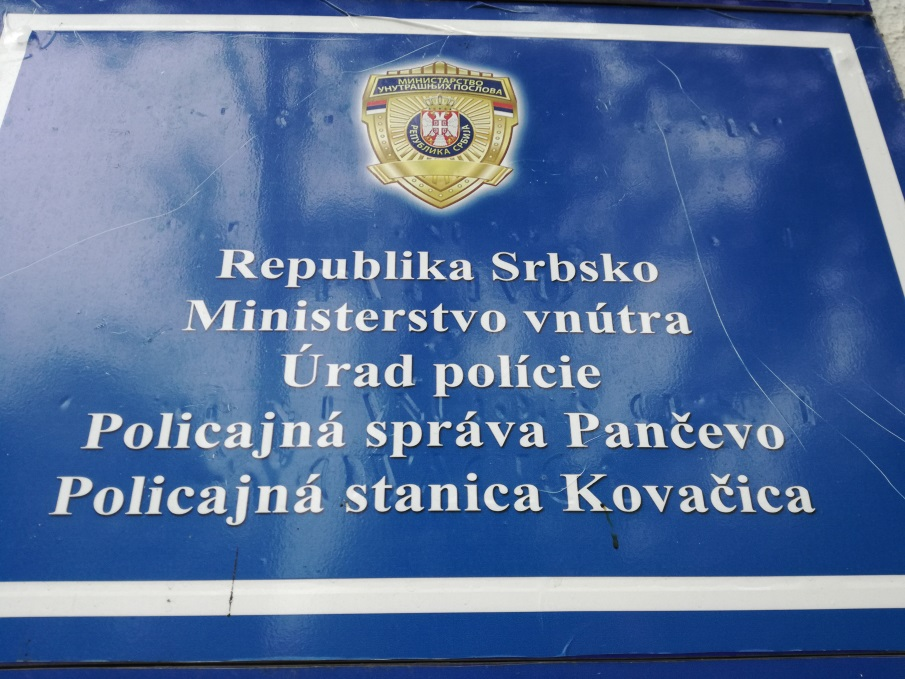 МИНИСТАРСТВО
УНУТРАШЊИХ ПОСЛОВА
РЕПУБЛИКА СРБИЈА
Republika Srbsko
Ministerstvo vnútra
Úrad polície
Policajná správa Pančevo
Policajná stanica Kovačica